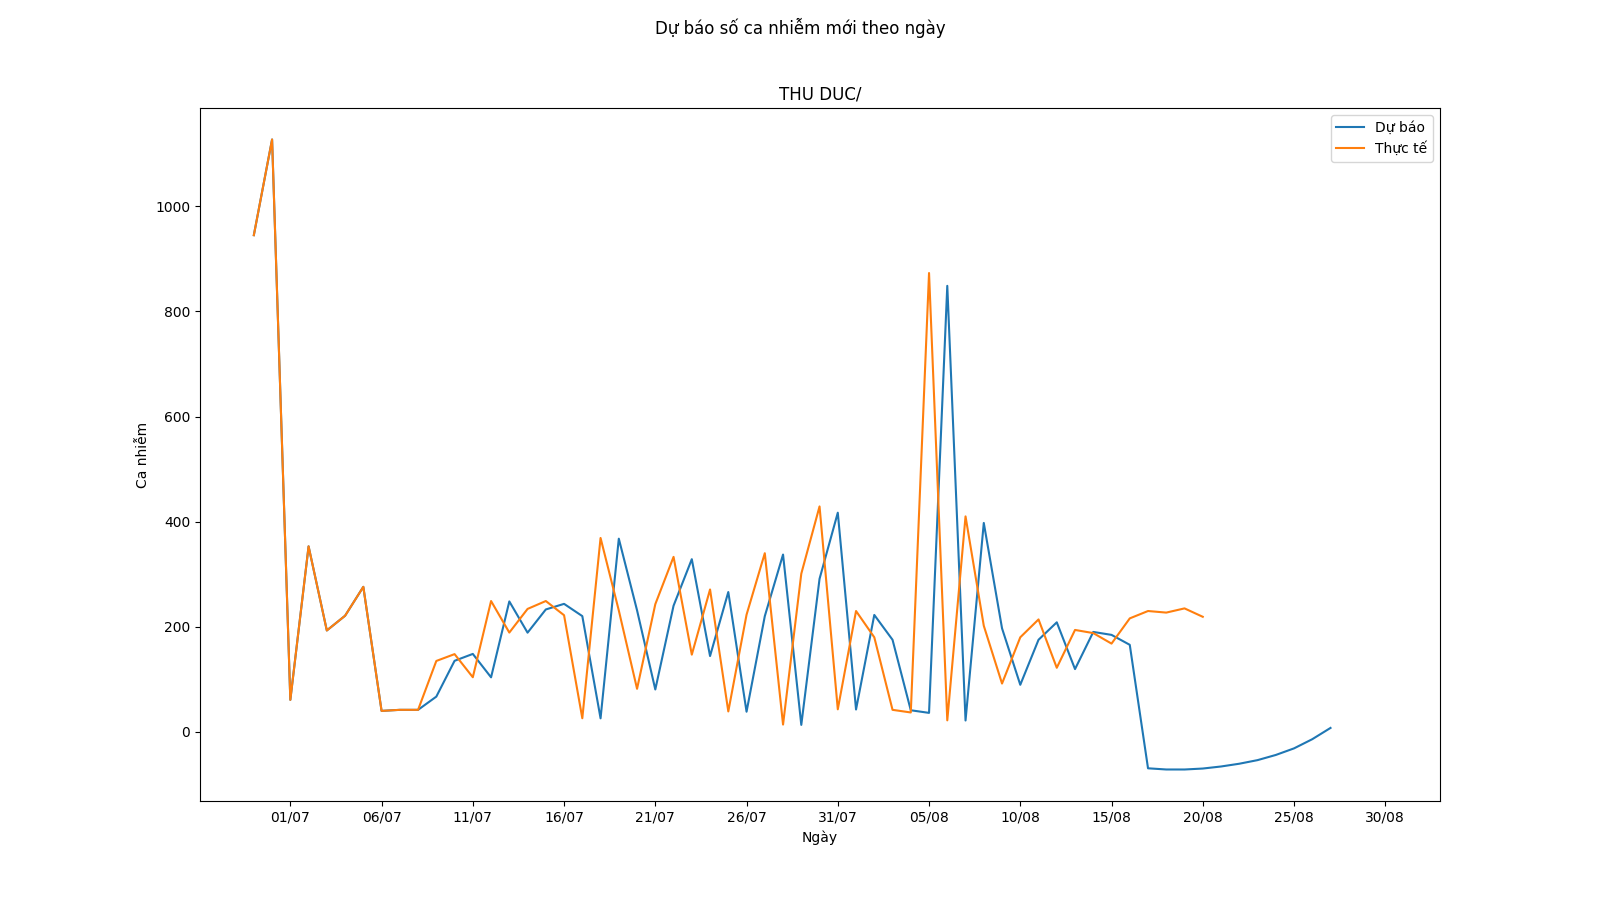 Dự báo số ca nhiễm mới theo ngày
THU DUC/
Dự báo
Thực tế
1000
800
600
400
200
0
Ca nhiễm
01/07 06/07 11/07 16/07 21/07 26/07 31/07 05/08 10/08 15/08 20/08 25/08 30/08
Ngày